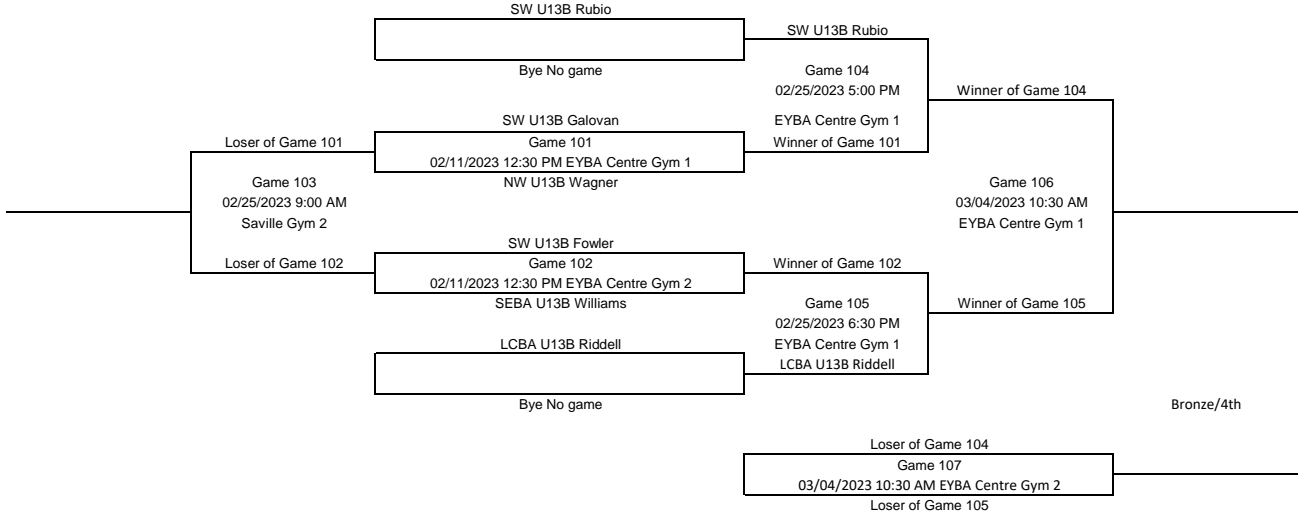 SW U13B Rubio
SW U13B Rubio
Bye No game
Game 104
02/25/2023 5:00 PM
Winner of Game 104
SW U13B Galovan
EYBA Centre Gym 1
Loser of Game 101
Game 101
Winner of Game 101
02/11/2023 12:30 PM EYBA Centre Gym 1
Game 103
NW U13B Wagner
Game 106
02/25/2023 9:00 AM
03/04/2023 10:30 AM
Saville Gym 2
EYBA Centre Gym 1
SW U13B Fowler
Loser of Game 102
Game 102
Winner of Game 102
02/11/2023 12:30 PM EYBA Centre Gym 2
SEBA U13B Williams
Game 105
Winner of Game 105
02/25/2023 6:30 PM
LCBA U13B Riddell
EYBA Centre Gym 1
LCBA U13B Riddell
Bye No game
Bronze/4th
Loser of Game 104
Game 107
03/04/2023 10:30 AM EYBA Centre Gym 2
Loser of Game 105